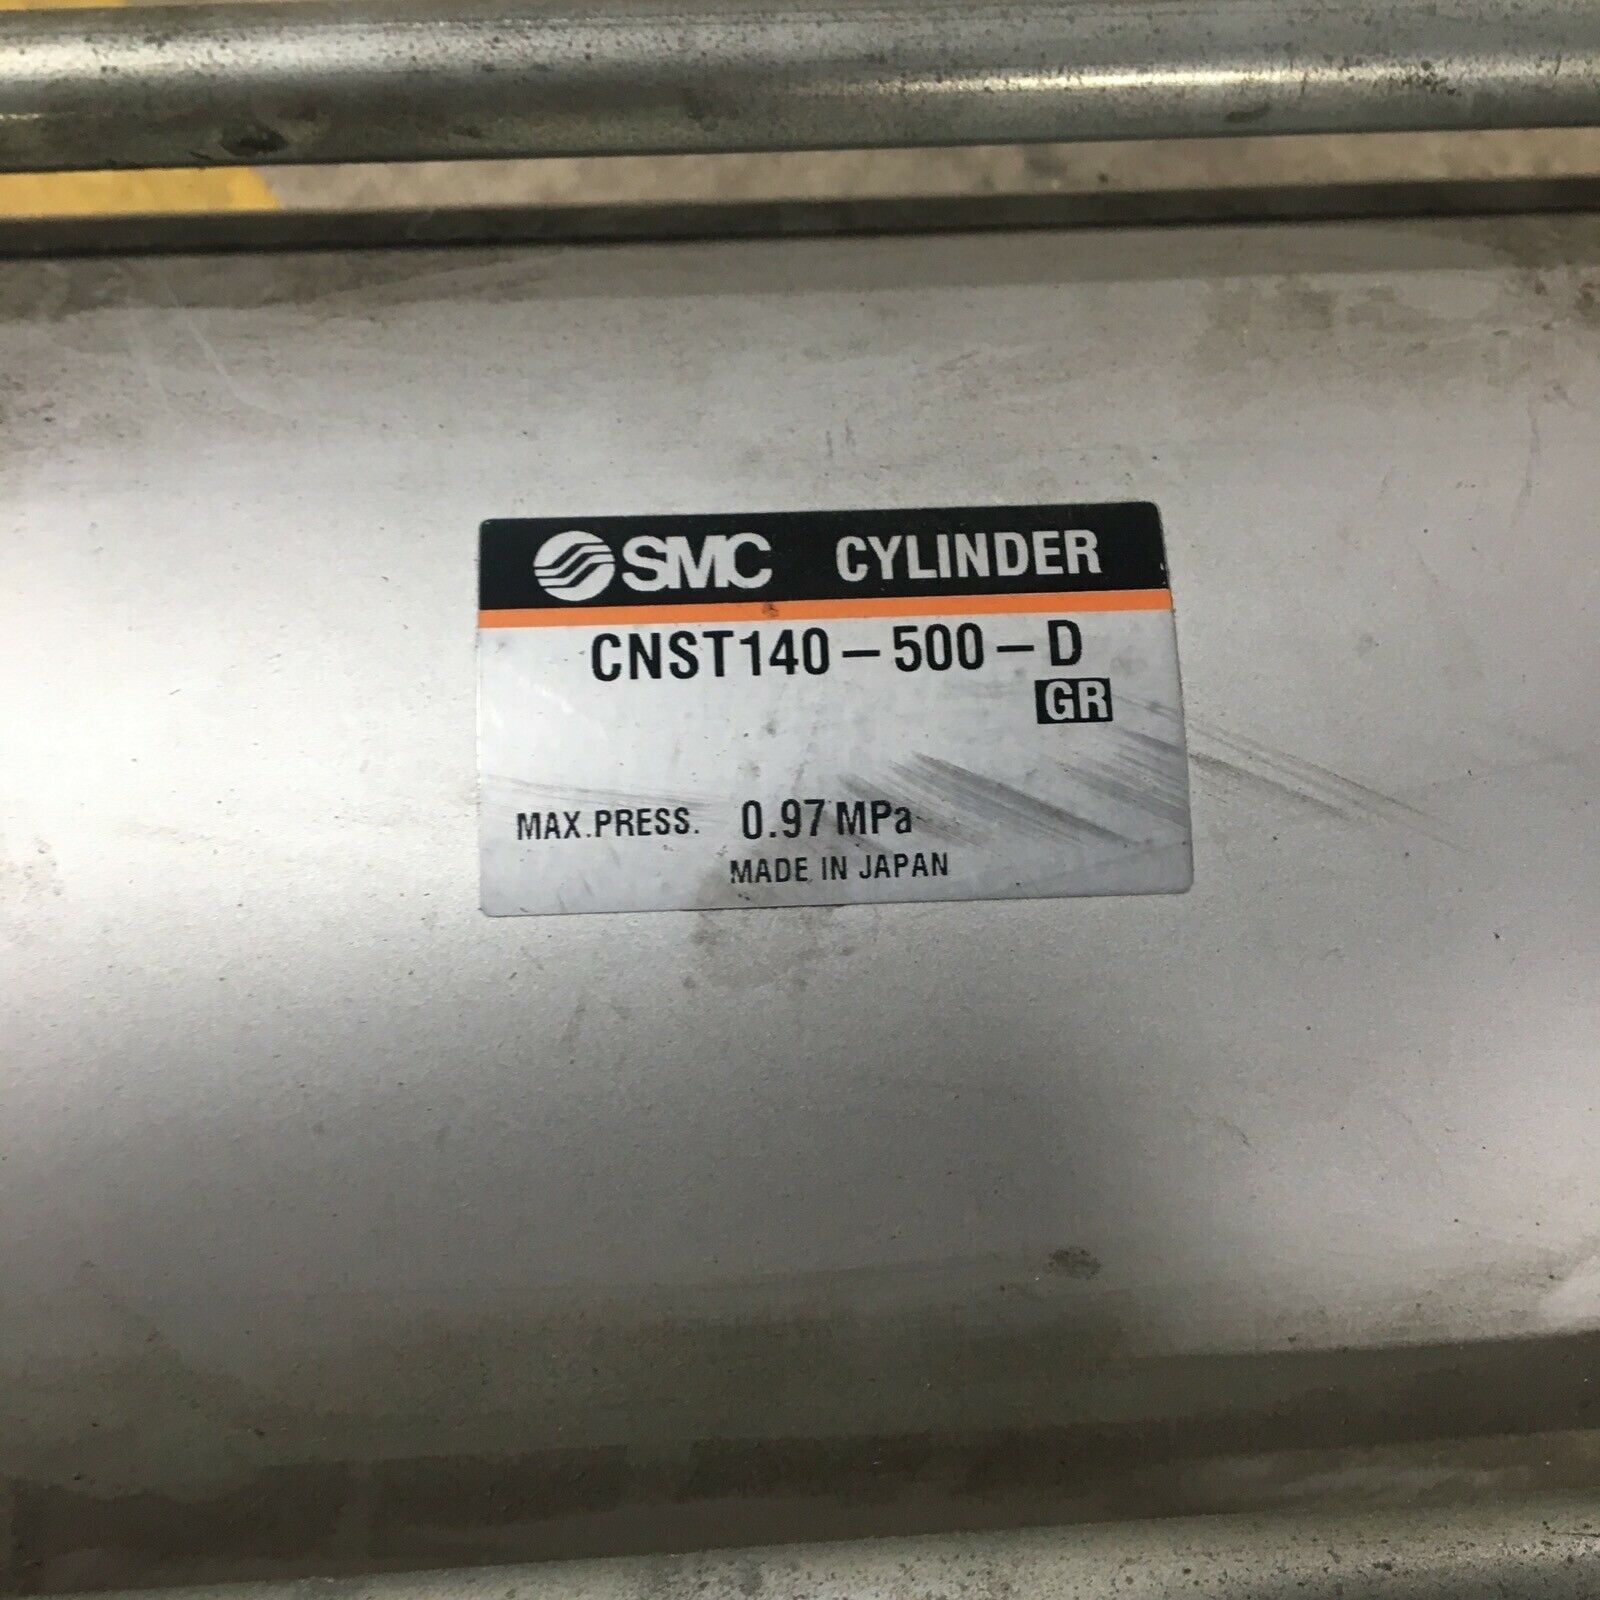 SMC CYLINDER
CNST140-500-D
GR
MAX.PRESS. 0.97 MPa
MADE IN JAPAN